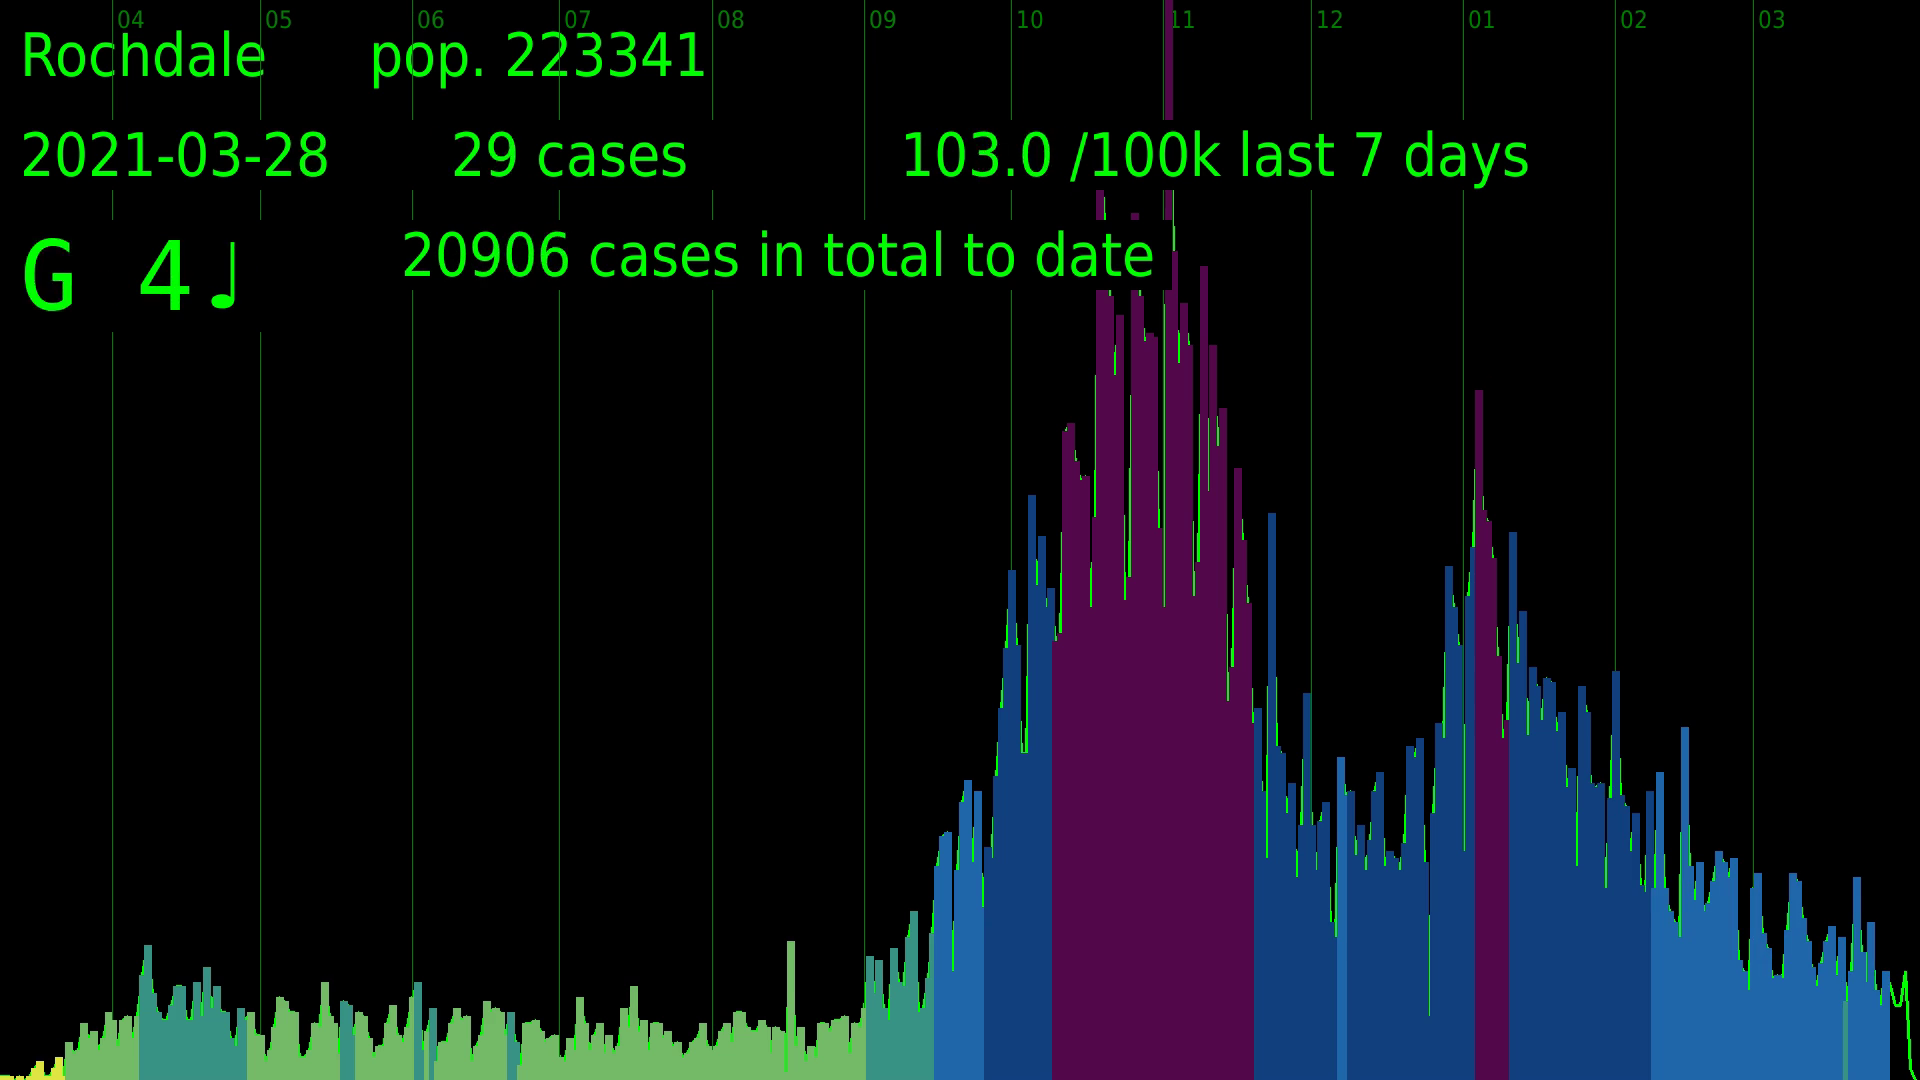 04 05 06 07 08 09 10 11 12 01 02 03
Rochdale pop. 223341
2021-03-28 29 cases 103.0 /100k last 7 days
G 4♩ 20906 cases in total to date